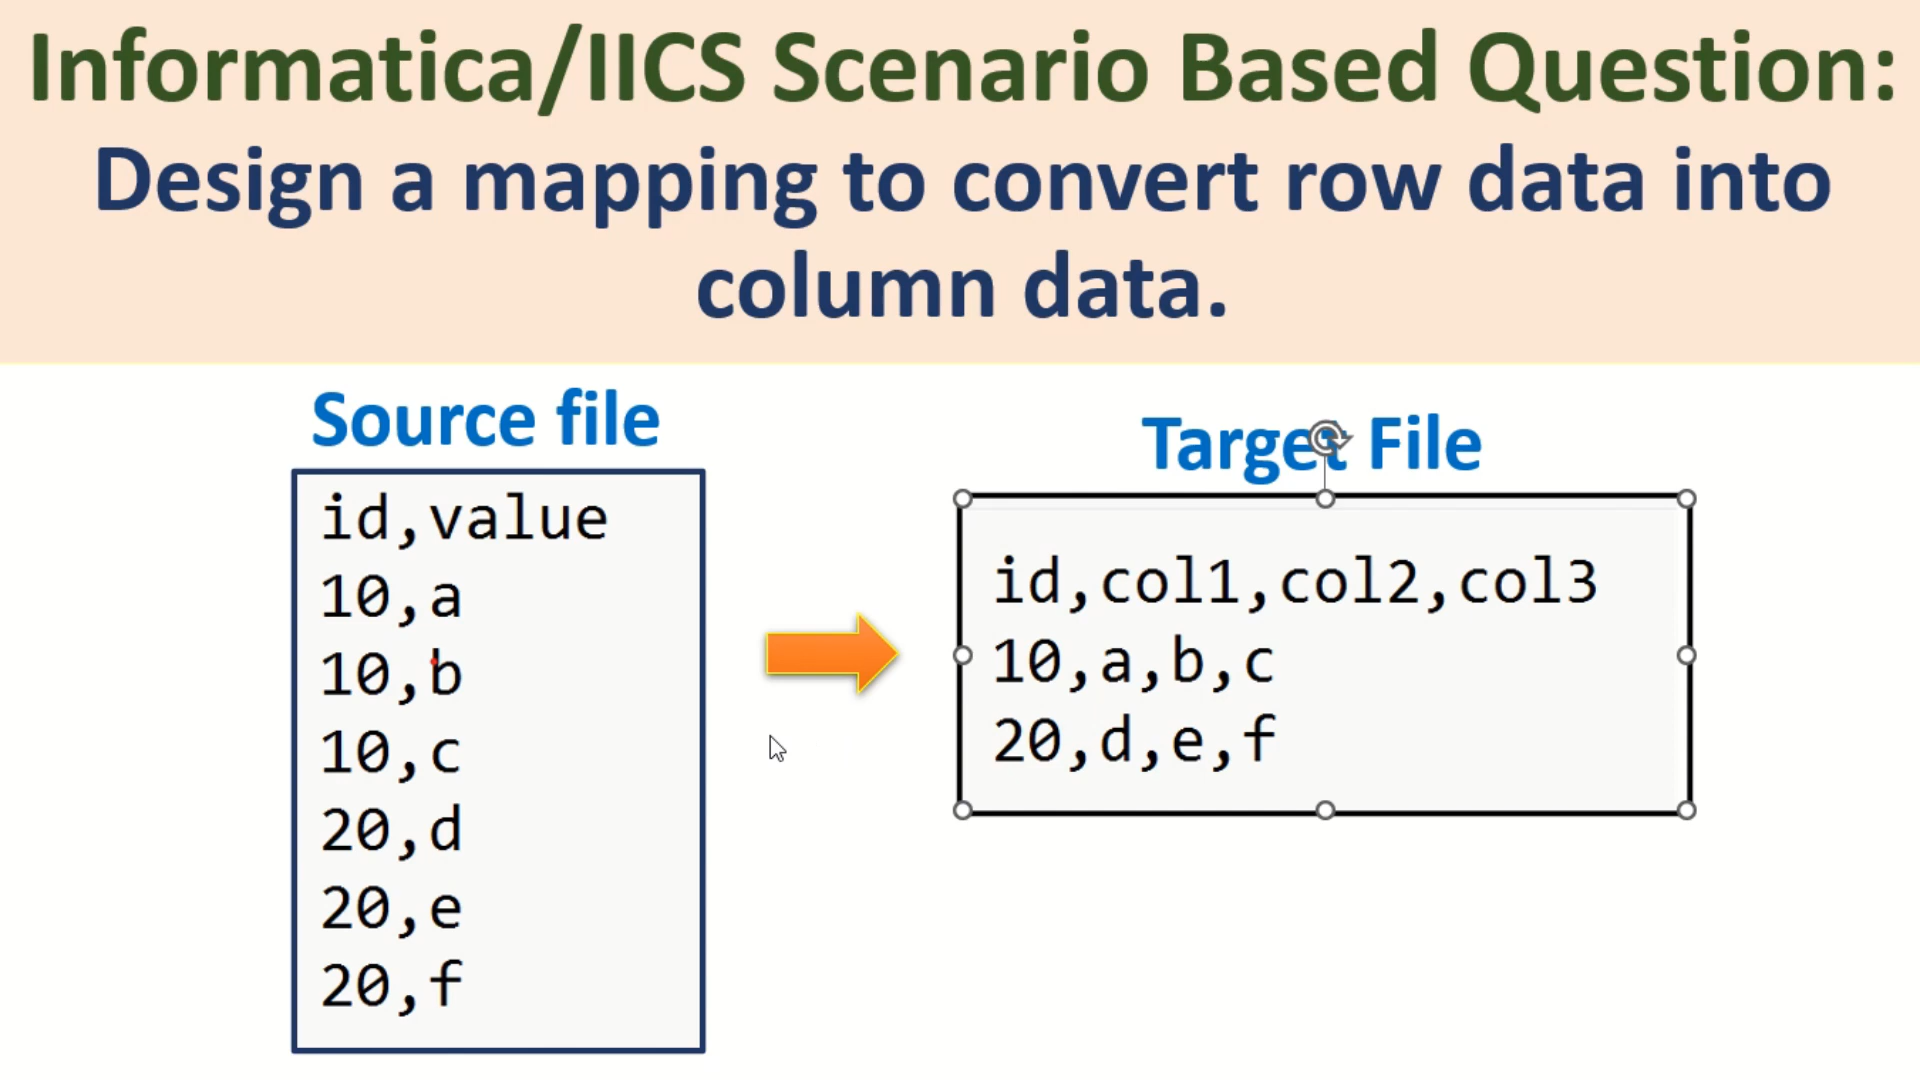 Informatica/IICS Scenario Based Question:
Design a mapping to convert row data into
column data.
Source file
id,value
10,a
10,b
10,c
20,d
20,e
20,f
Target File
id,col1,col2,col3
10,a,b,c
20,d,e,f